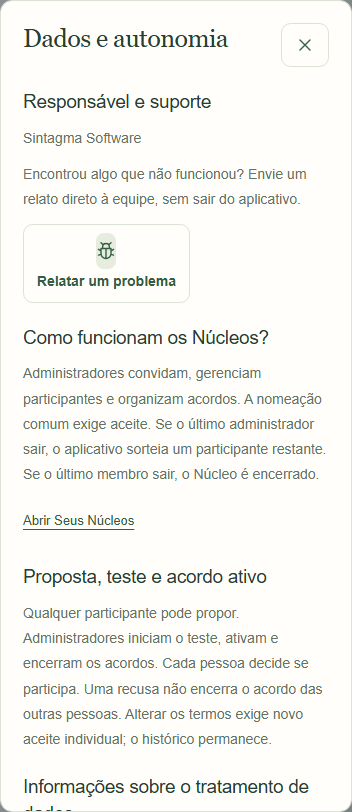 Dados e autonomia
Responsável e suporte
Sintagma Software
Encontrou algo que não funcionou? Envie um
relato direto à equipe, sem sair do aplicativo.
Relatar um problema
Como funcionam os Núcleos?
Administradores convidam, gerenciam
participantes e organizam acordos. A nomeação
comum exige aceite. Se o último administrador
sair, o aplicativo sorteia um participante restante.
Se o último membro sair, o Núcleo é encerrado.
Abrir Seus Núcleos
Proposta, teste e acordo ativo
Qualquer participante pode propor.
Administradores iniciam o teste, ativam e
encerram os acordos. Cada pessoa decide se
participa. Uma recusa não encerra o acordo das
outras pessoas. Alterar os termos exige novo
aceite individual; o histórico permanece.
Informações sobre o tratamento de
dados